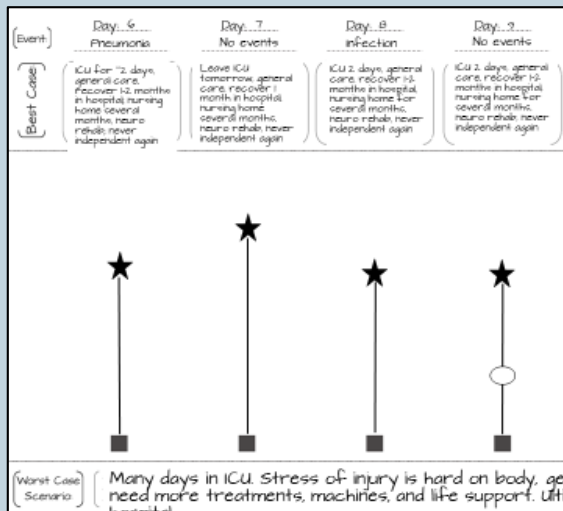 (Event) Day: 6 Day: 7 Day: 8 Day: 9
Pneumonia No events infection No events
(Best Case)
ICU for ~2 days,
general care,
recover 1-2 months
in hospital, nursing
home several
months, neuro
rehab, never
independent again
Leave ICU
tomorrow, general
care, recover 1
month in hospital,
nursing home
several months,
neuro rehab, never
independent again
ICU 2 days, general
care, recover 1-2
months in hospital,
nursing home for
several months,
neuro rehab, never
independent again
ICU 2 days, general
care, recover 1-2
months in hospital,
nursing home for
several months,
neuro rehab, never
independent again
(Worst Case
Scenario)
Many days in ICU. Stress of injury is hard on body, ge
need more treatments, machines, and life support. Ulti
hospital